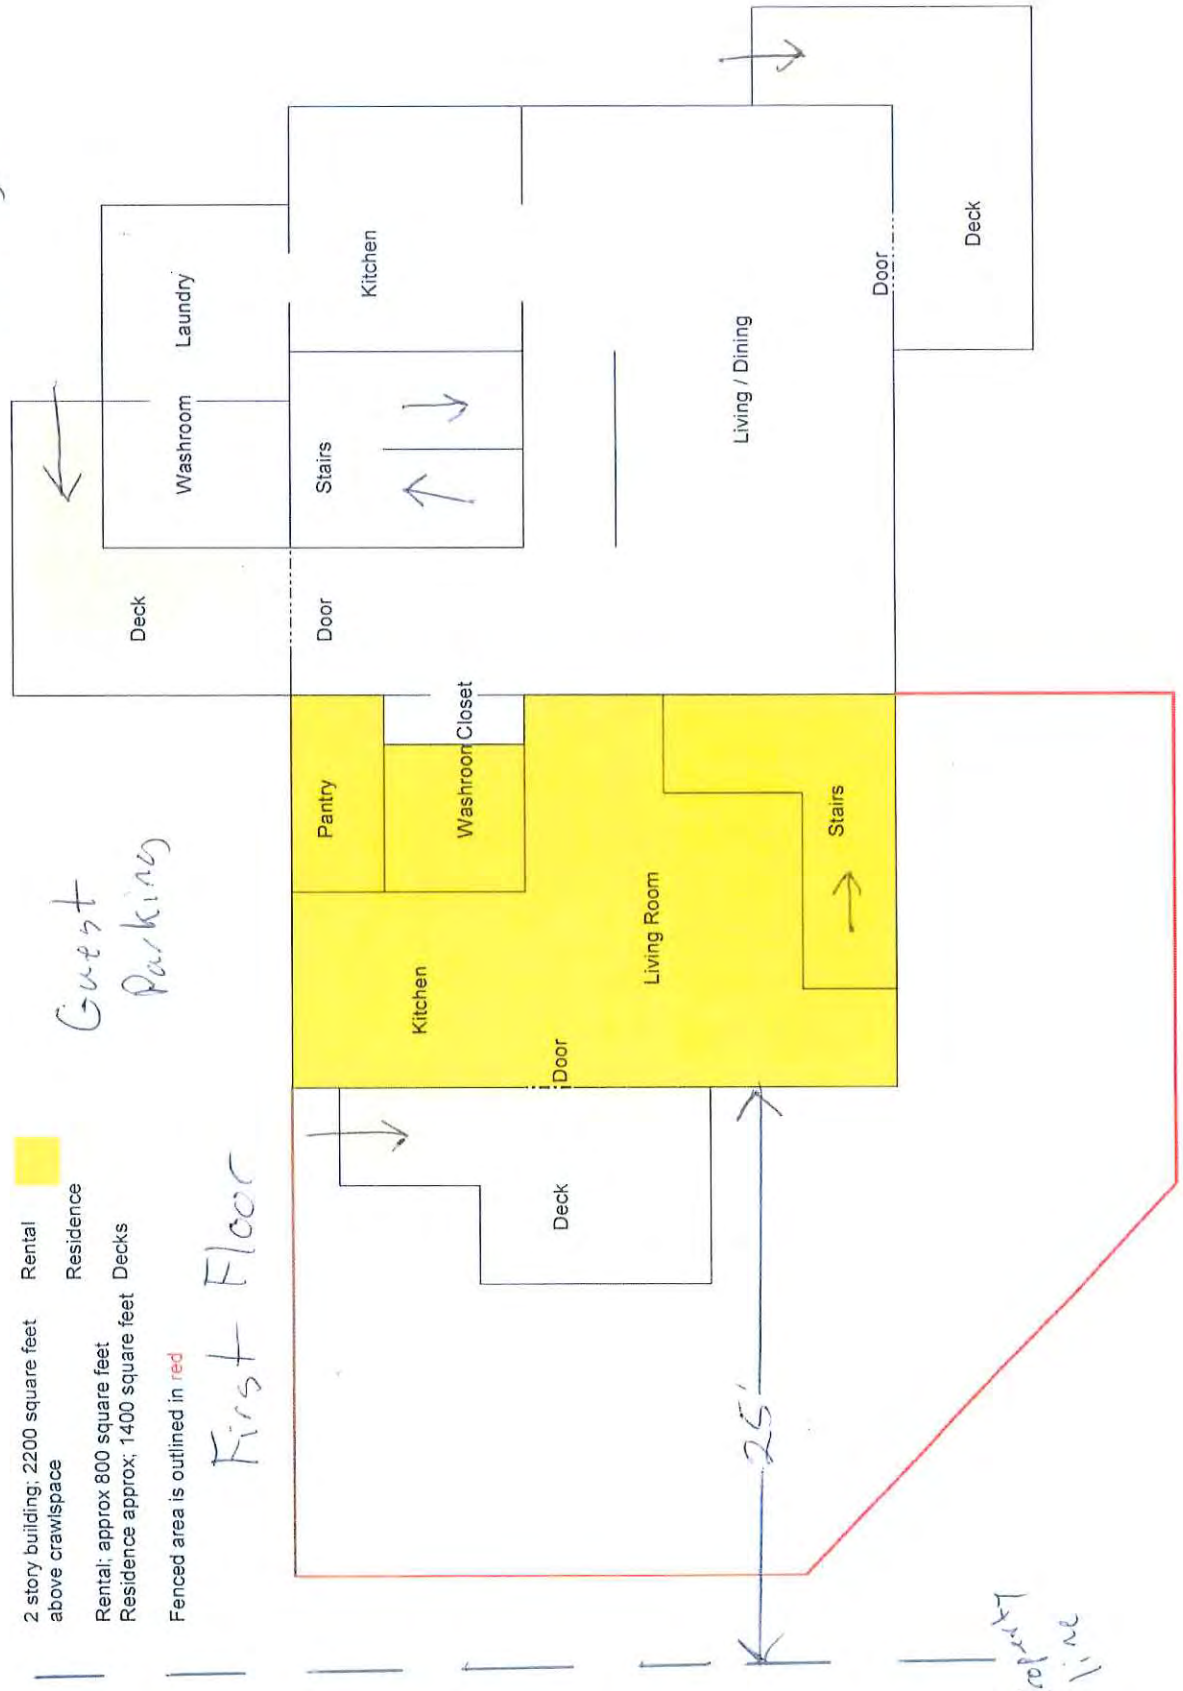 2 story building; 2200 square feet
above crawlspace
Rental
Residence
Rental; approx 800 square feet
Residence approx; 1400 square feet
Decks
Fenced area is outlined in red
First Floor
Guest
Parking
Deck
Washroom
Laundry
Door
Stairs
Kitchen
Pantry
Washroom
Closet
Kitchen
Door
Living Room
Stairs
Living / Dining
Door
Deck
Deck
25'
line